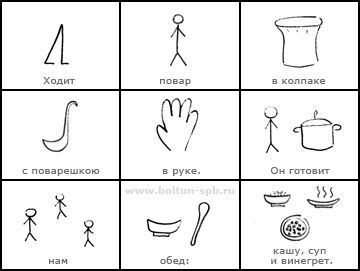 Ходит
повар
в колпаке
с поварешкою
в руке.
Он готовит
www.boltun-spb.ru
нам
обед:
кашу, суп
и винегрет.